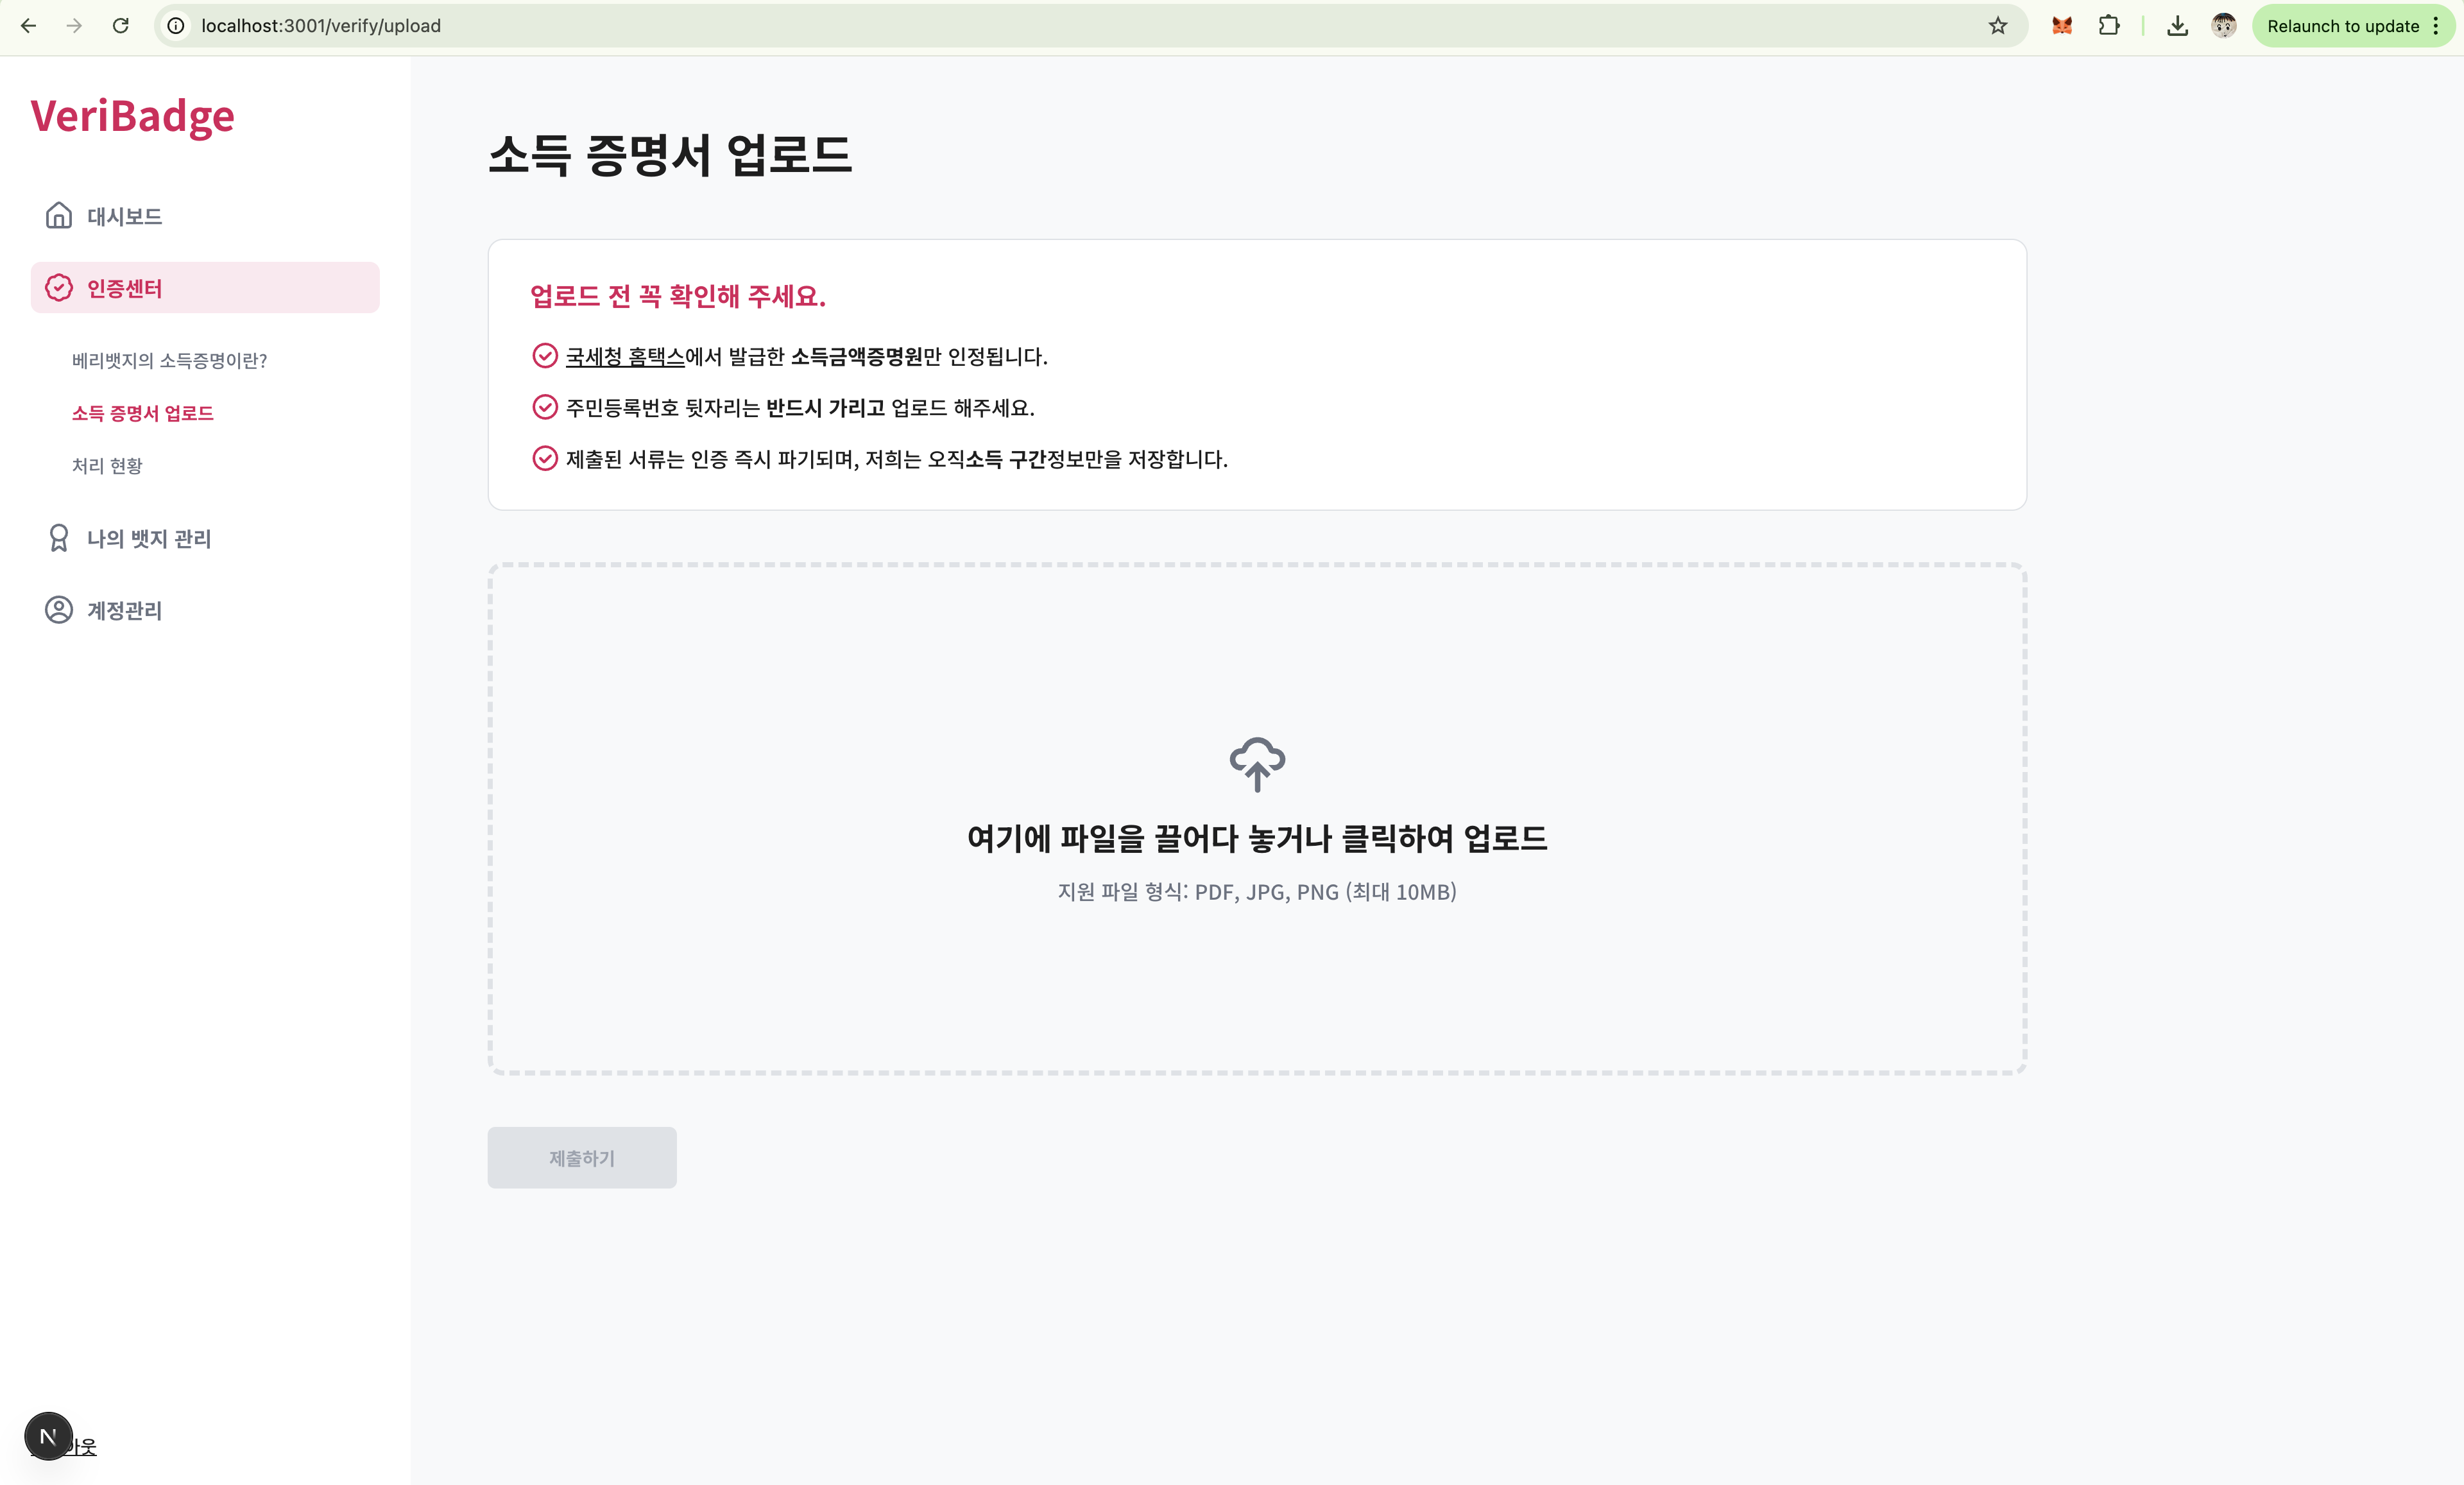 localhost:3001/verify/upload
Relaunch to update
VeriBadge
대시보드
인증센터
베리뱃지의 소득증명이란?
소득 증명서 업로드
처리 현황
나의 뱃지 관리
계정관리
N
소득 증명서 업로드
업로드 전 꼭 확인해 주세요.
국세청 홈택스에서 발급한 소득금액증명원만 인정됩니다.
주민등록번호 뒷자리는 반드시 가리고 업로드 해주세요.
제출된 서류는 인증 즉시 파기되며, 저희는 오직소득 구간정보만을 저장합니다.
여기에 파일을 끌어다 놓거나 클릭하여 업로드
지원 파일 형식: PDF, JPG, PNG (최대 10MB)
제출하기